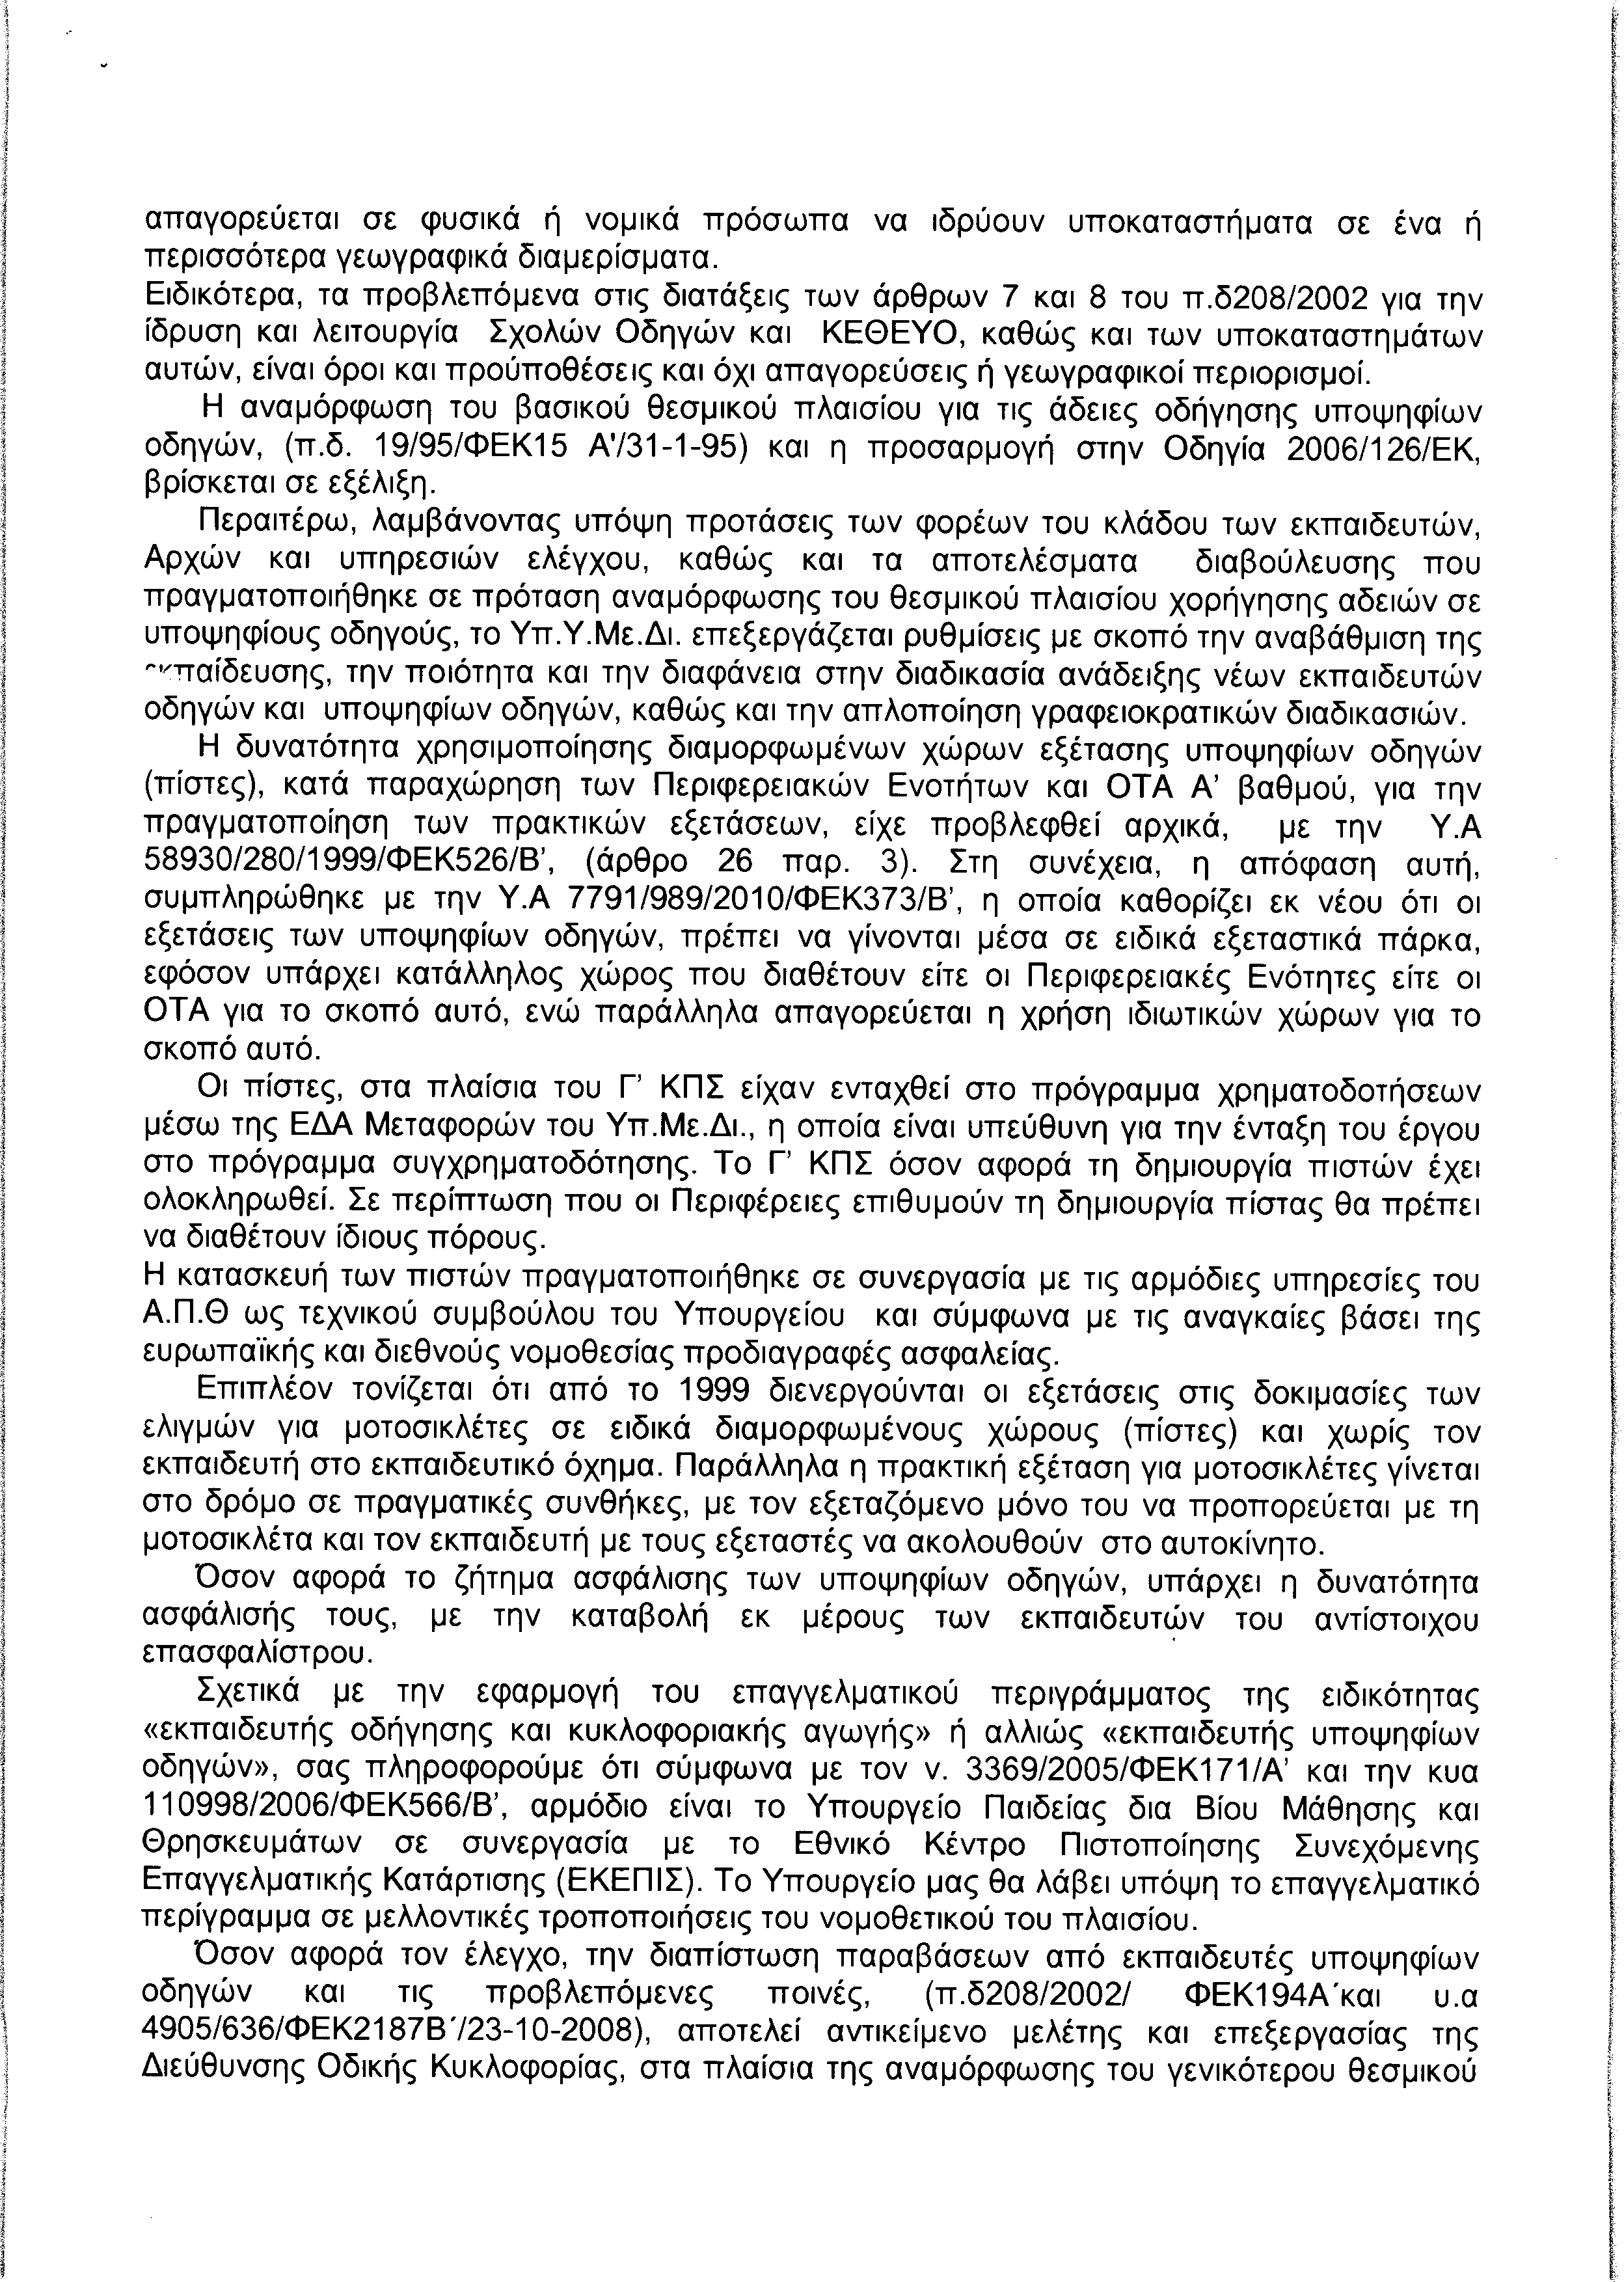 απαγορεύεται σε φυσικά ή νομικά πρόσωπα να ιδρύουν υποκαταστήματα σε ένα ή
περισσότερα γεωγραφικά διαμερίσματα.
Ειδικότερα, τα προβλεπόμενα στις διατάξεις των άρθρων 7 και 8 του π.δ208/2002 για την
ίδρυση και λειτουργία Σχολών Οδηγών και ΚΕΘΕΥΟ, καθώς και των υποκαταστημάτων
αυτών, είναι όροι και προύποθέσεις και όχι απαγορεύσεις ή γεωγραφικοί περιορισμοί.
Η αναμόρφωση του βασικού θεσμικού πλαισίου για τις άδειες οδήγησης υποψηφίων
οδηγών, (π.δ. 19/95/ΦΕΚ15 Α'/31-1-95) και η προσαρμογή στην Οδηγία 2006/126/ΕΚ,
βρίσκεται σε εξέλιξη.
Περαιτέρω, λαμβάνοντας υπόψη προτάσεις των φορέων του κλάδου των εκπαιδευτών,
Αρχών και υπηρεσιών ελέγχου, καθώς και τα αποτελέσματα διαβούλευσης που
πραγματοποιήθηκε σε πρόταση αναμόρφωσης του θεσμικού πλαισίου χορήγησης αδειών σε
υποψηφίους οδηγούς, το Υπ.Υ.Με.Δι. επεξεργάζεται ρυθμίσεις με σκοπό την αναβάθμιση της
εκπαίδευσης, την ποιότητα και την διαφάνεια στην διαδικασία ανάδειξης νέων εκπαιδευτών
οδηγών και υποψηφίων οδηγών, καθώς και την απλοποίηση γραφειοκρατικών διαδικασιών.
Η δυνατότητα χρησιμοποίησης διαμορφωμένων χώρων εξέτασης υποψηφίων οδηγών
(πίστες), κατά παραχώρηση των Περιφερειακών Ενοτήτων και ΟΤΑ Α’ βαθμού, για την
πραγματοποίηση των πρακτικών εξετάσεων, είχε προβλεφθεί αρχικά, με την Υ.Α
58930/280/1999/ΦΕΚ526/Β’, (άρθρο 26 παρ. 3). Στη συνέχεια, η απόφαση αυτή,
συμπληρώθηκε με την Υ.Α 7791/989/2010/ΦΕΚ373/Β’, η οποία καθορίζει εκ νέου ότι οι
εξετάσεις των υποψηφίων οδηγών, πρέπει να γίνονται μέσα σε ειδικά εξεταστικά πάρκα,
εφόσον υπάρχει κατάλληλος χώρος που διαθέτουν είτε οι Περιφερειακές Ενότητες είτε οι
ΟΤΑ για το σκοπό αυτό, ενώ παράλληλα απαγορεύεται η χρήση ιδιωτικών χώρων για το
σκοπό αυτό.
Οι πίστες, στα πλαίσια του Γ’ ΚΠΣ είχαν ενταχθεί στο πρόγραμμα χρηματοδοτήσεων
μέσω της ΕΔΑ Μεταφορών του Υπ.Με.Δι., η οποία είναι υπεύθυνη για την ένταξη του έργου
στο πρόγραμμα συγχρηματοδότησης. Το Γ’ ΚΠΣ όσον αφορά τη δημιουργία πιστών έχει
ολοκληρωθεί. Σε περίπτωση που οι Περιφέρειες επιθυμούν τη δημιουργία πίστας θα πρέπει
να διαθέτουν ίδιους πόρους.
Η κατασκευή των πιστών πραγματοποιήθηκε σε συνεργασία με τις αρμόδιες υπηρεσίες του
Α.Π.Θ ως τεχνικού συμβούλου του Υπουργείου και σύμφωνα με τις αναγκαίες βάσει της
ευρωπαϊκής και διεθνούς νομοθεσίας προδιαγραφές ασφαλείας.
Επιπλέον τονίζεται ότι από το 1999 διενεργούνται οι εξετάσεις στις δοκιμασίες των
ελιγμών για μοτοσικλέτες σε ειδικά διαμορφωμένους χώρους (πίστες) και χωρίς τον
εκπαιδευτή στο εκπαιδευτικό όχημα. Παράλληλα η πρακτική εξέταση για μοτοσικλέτες γίνεται
στο δρόμο σε πραγματικές συνθήκες, με τον εξεταζόμενο μόνο του να προπορεύεται με τη
μοτοσικλέτα και τον εκπαιδευτή με τους εξεταστές να ακολουθούν στο αυτοκίνητο.
Όσον αφορά το ζήτημα ασφάλισης των υποψηφίων οδηγών, υπάρχει η δυνατότητα
ασφάλισής τους, με την καταβολή εκ μέρους των εκπαιδευτών του αντίστοιχου
επασφαλίστρου.
Σχετικά με την εφαρμογή του επαγγελματικού περιγράμματος της ειδικότητας
«εκπαιδευτής οδήγησης και κυκλοφοριακής αγωγής» ή αλλιώς «εκπαιδευτής υποψηφίων
οδηγών», σας πληροφορούμε ότι σύμφωνα με τον ν. 3369/2005/ΦΕΚ171/Α’ και την κυα
110998/2006/ΦΕΚ566/Β’, αρμόδιο είναι το Υπουργείο Παιδείας δια Βίου Μάθησης και
Θρησκευμάτων σε συνεργασία με το Εθνικό Κέντρο Πιστοποίησης Συνεχόμενης
Επαγγελματικής Κατάρτισης (ΕΚΕΠΙΣ). Το Υπουργείο μας θα λάβει υπόψη το επαγγελματικό
περίγραμμα σε μελλοντικές τροποποιήσεις του νομοθετικού του πλαισίου.
Όσον αφορά τον έλεγχο, την διαπίστωση παραβάσεων από εκπαιδευτές υποψηφίων
οδηγών και τις προβλεπόμενες ποινές, (π.δ208/2002/ ΦΕΚ194Α΄και υ.α
4905/636/ΦΕΚ2187Β΄/23-10-2008), αποτελεί αντικείμενο μελέτης και επεξεργασίας της
Διεύθυνσης Οδικής Κυκλοφορίας, στα πλαίσια της αναμόρφωσης του γενικότερου θεσμικού